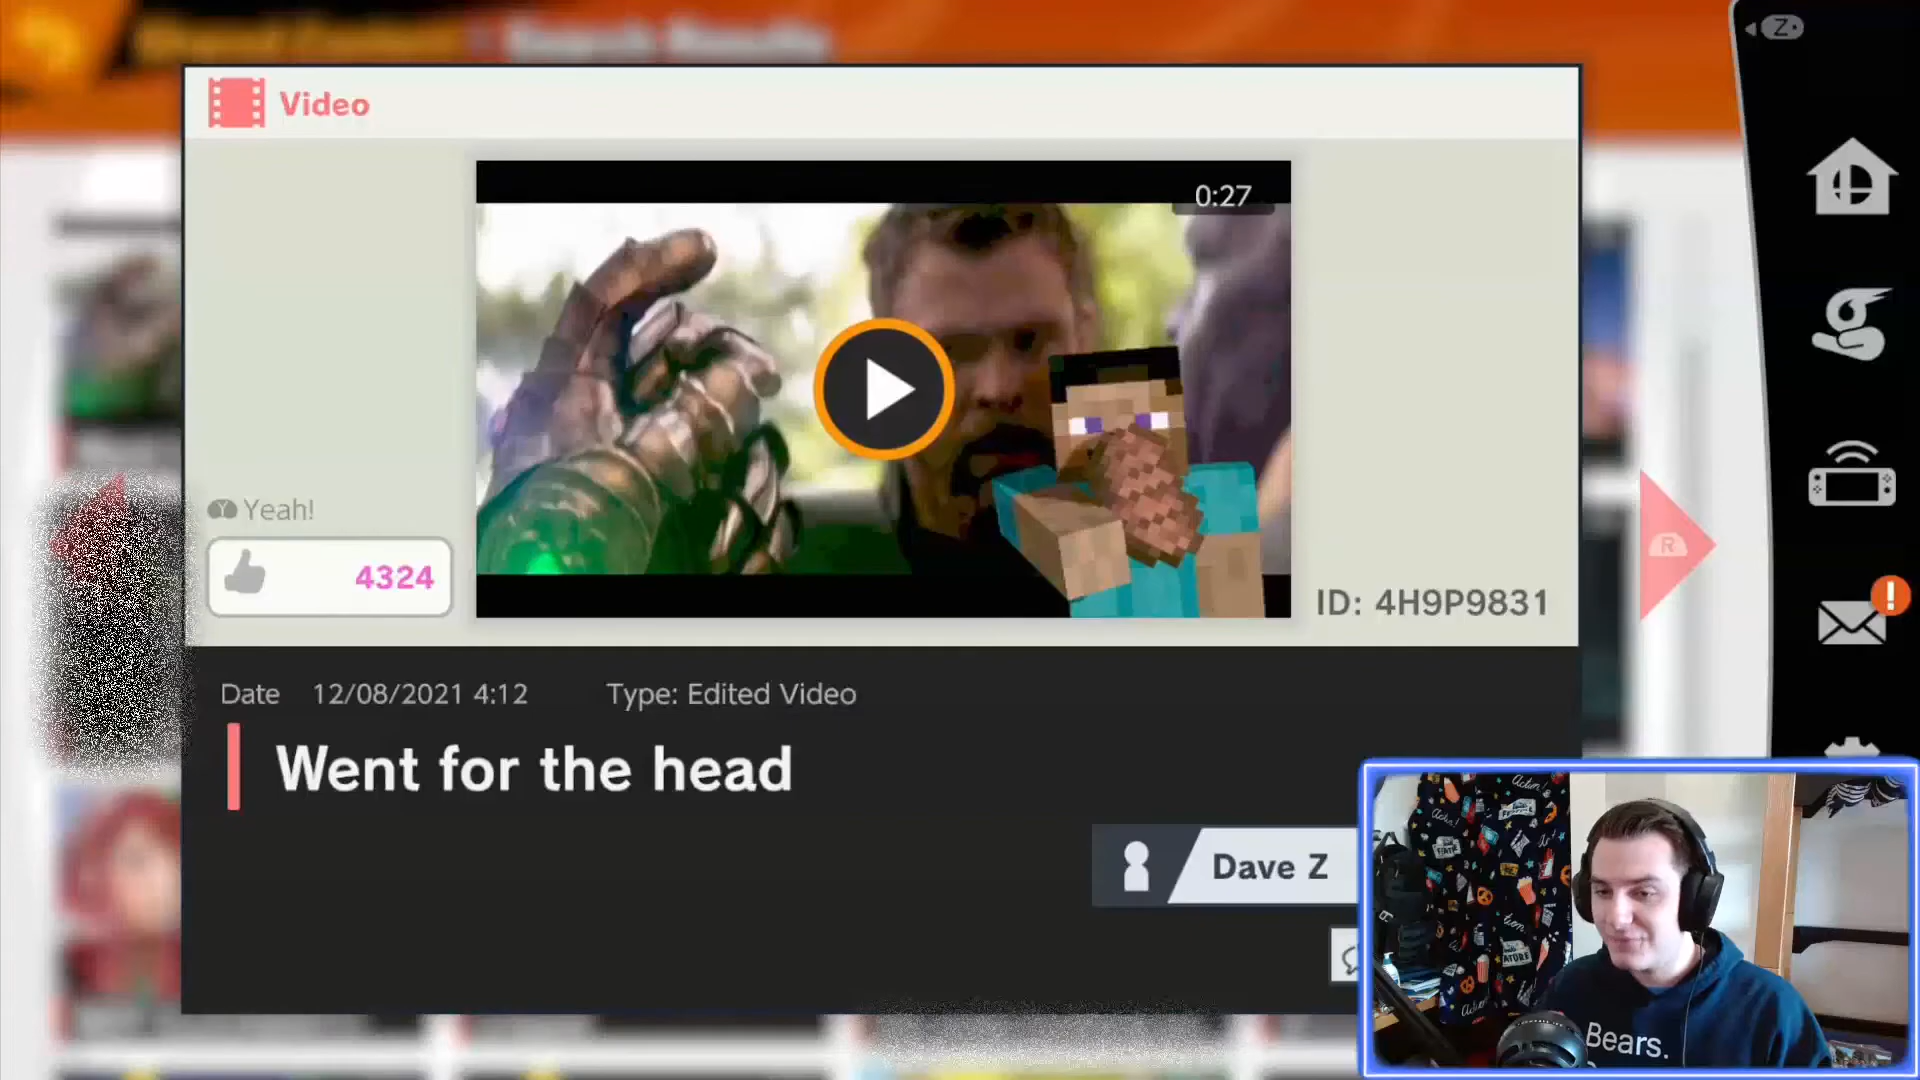 Z
Video
0:27
Y Yeah!
4324
ID: 4H9P9831
R
Date 12/08/2021 4:12 Type: Edited Video
Went for the head
Dave Z
Bears.